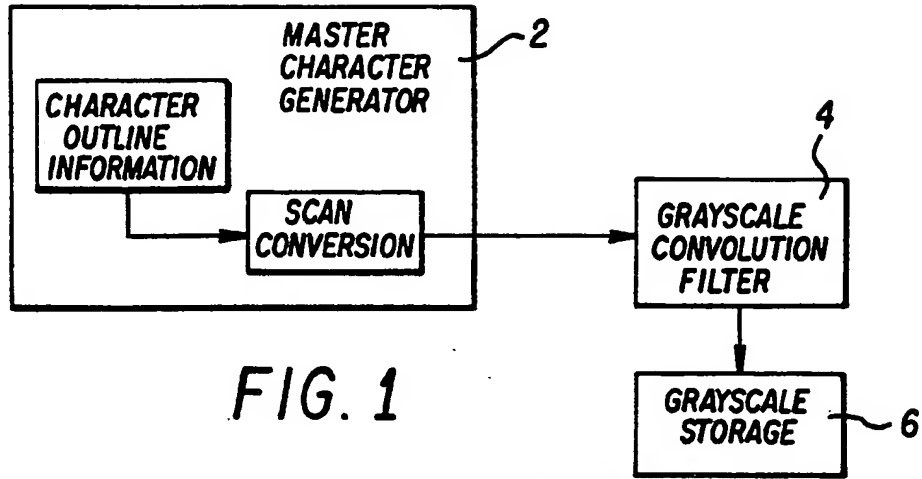 MASTER
CHARACTER
GENERATOR
2
CHARACTER
OUTLINE
INFORMATION
SCAN
CONVERSION
4
GRAYSCALE
CONVOLUTION
FILTER
GRAYSCALE
STORAGE
6
FIG. 1